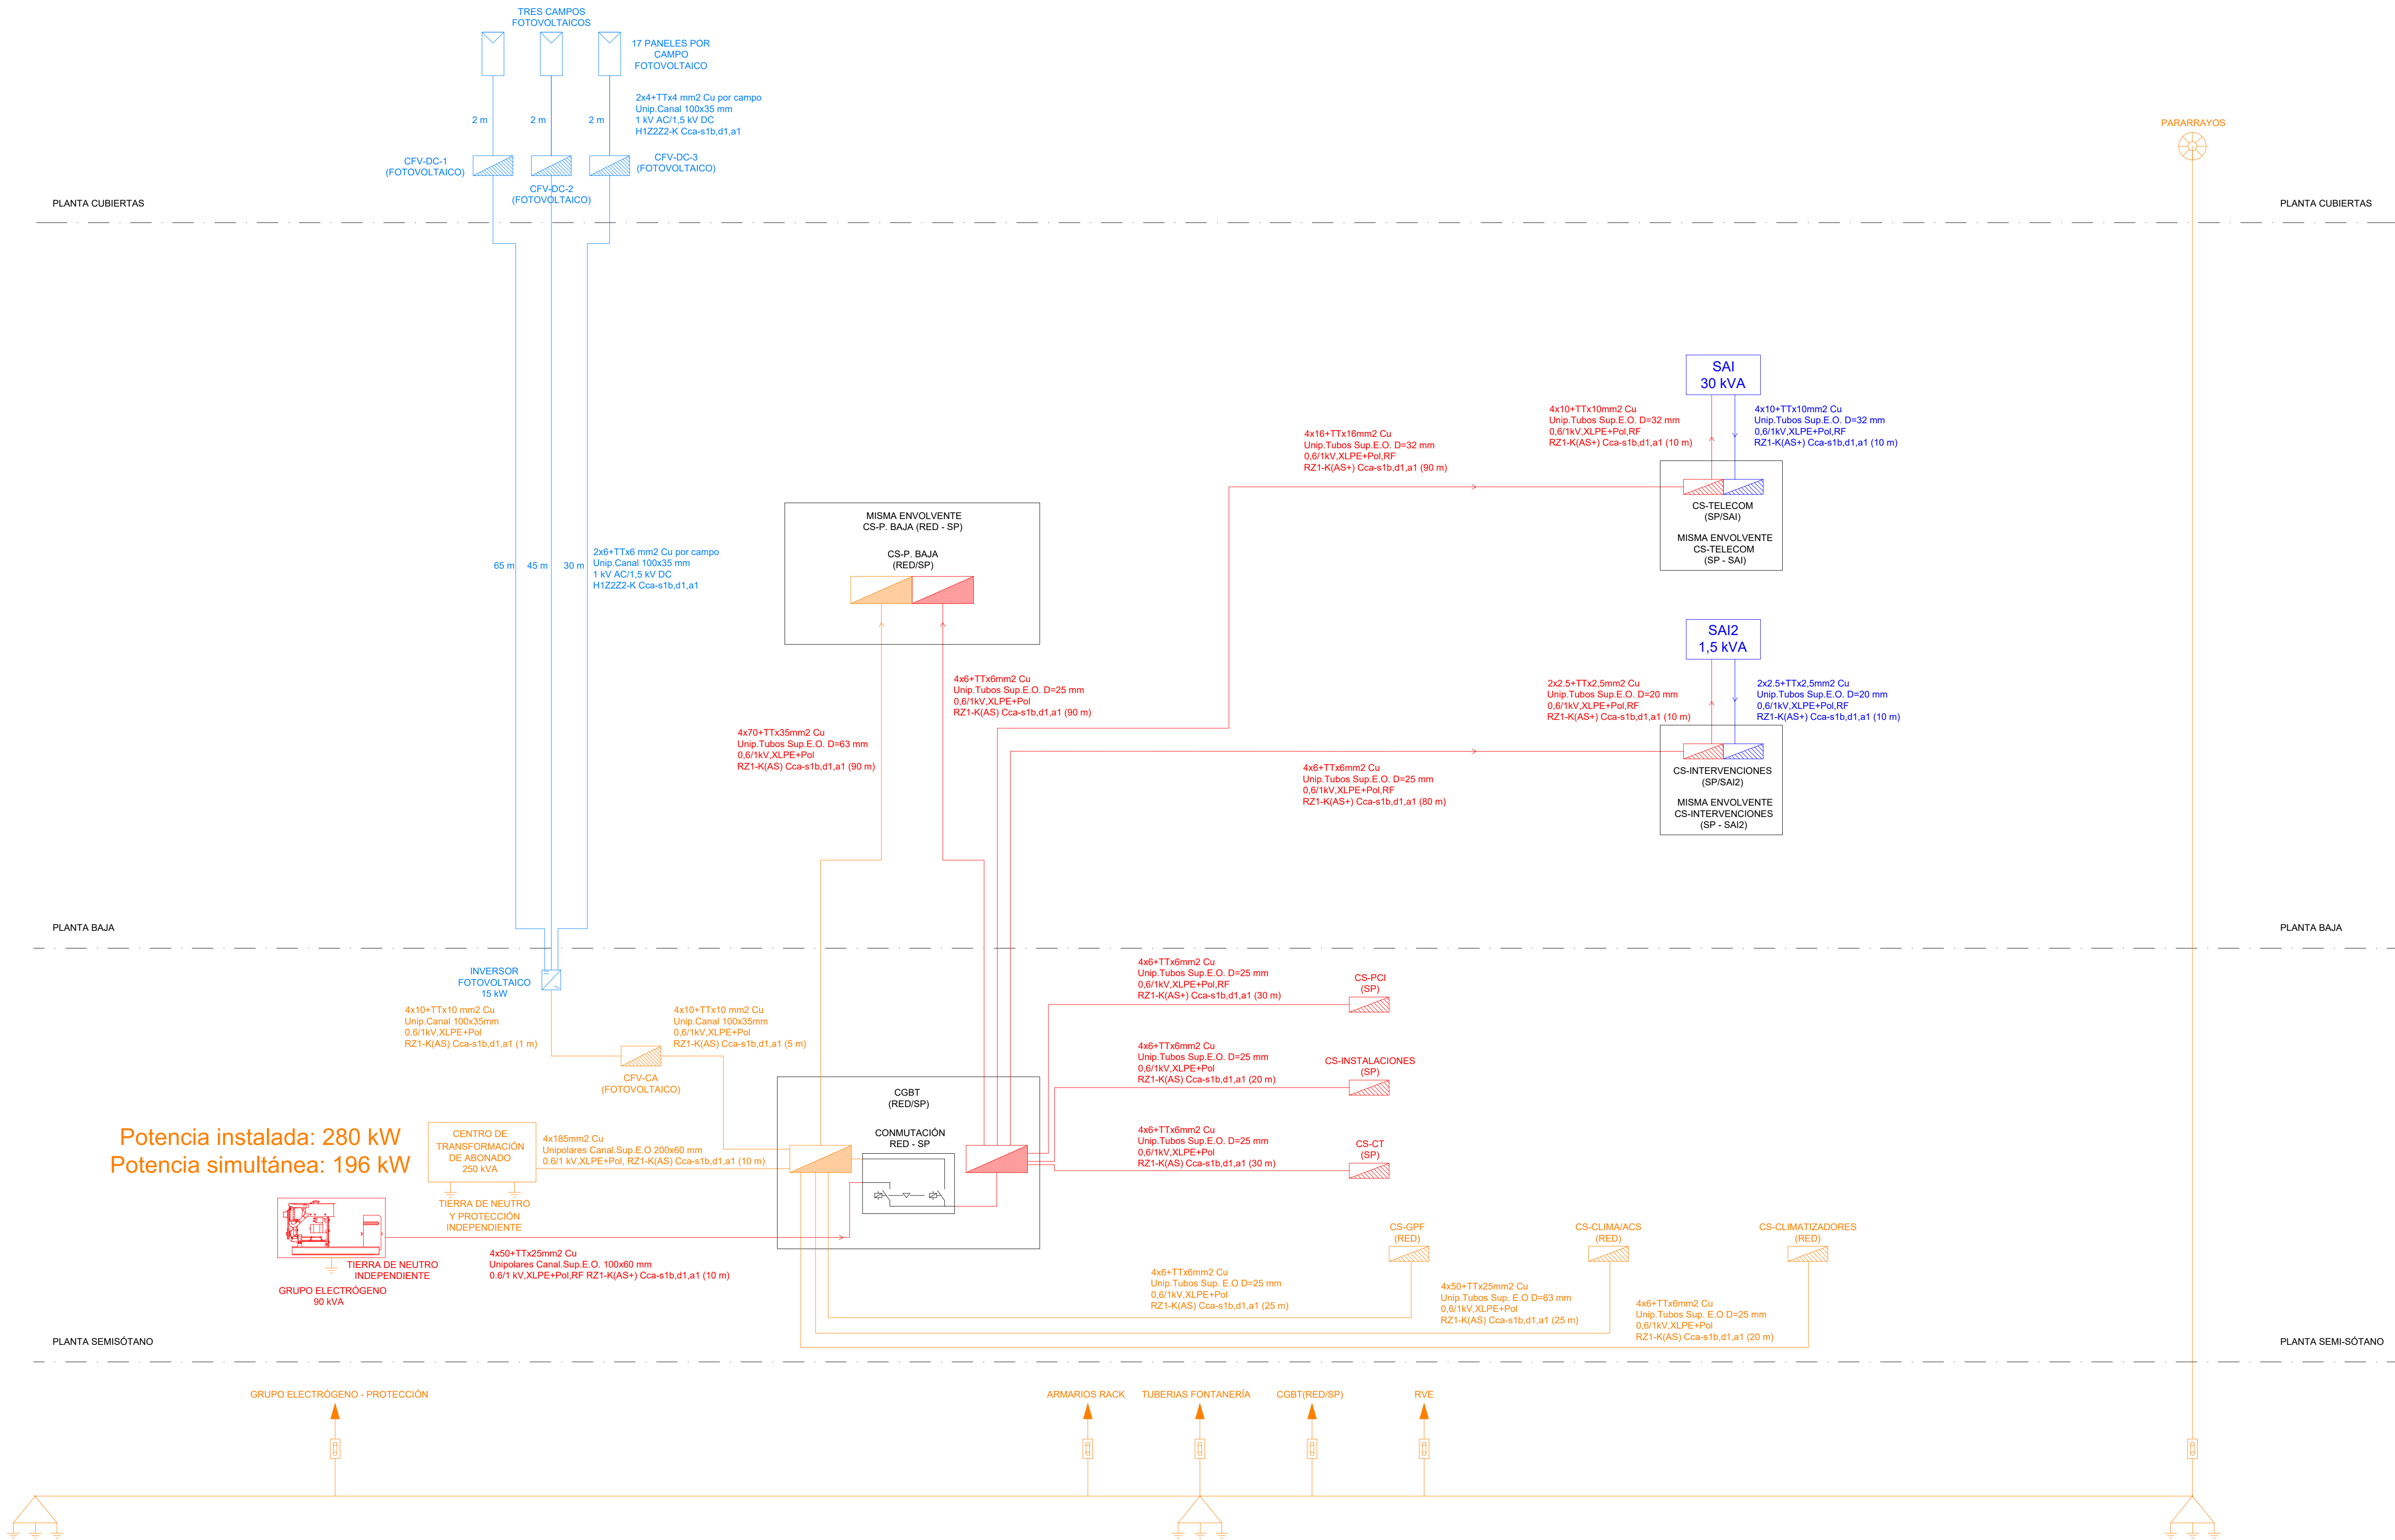 TRES CAMPOS
FOTOVOLTAICOS
17 PANELES POR
CAMPO
FOTOVOLTAICO
2x4+TTx4 mm2 Cu por campo
Unip.Canal 100x35 mm
1 kV AC/1,5 kV DC
H1Z2Z2-K Cca-s1b,d1,a1
2 m
2 m
2 m
CFV-DC-1
(FOTOVOLTAICO)
CFV-DC-2
(FOTOVOLTAICO)
CFV-DC-3
(FOTOVOLTAICO)
PARARRAYOS
PLANTA CUBIERTAS
PLANTA CUBIERTAS
SAI
30 kVA
4x10+TTx10mm2 Cu
Unip.Tubos Sup.E.O. D=32 mm
0,6/1kV,XLPE+Pol,RF
RZ1-K(AS+) Cca-s1b,d1,a1 (10 m)
4x10+TTx10mm2 Cu
Unip.Tubos Sup.E.O. D=32 mm
0,6/1kV,XLPE+Pol,RF
RZ1-K(AS+) Cca-s1b,d1,a1 (10 m)
4x16+TTx16mm2 Cu
Unip.Tubos Sup.E.O. D=32 mm
0,6/1kV,XLPE+Pol,RF
RZ1-K(AS+) Cca-s1b,d1,a1 (90 m)
CS-TELECOM
(SP/SAI)
MISMA ENVOLVENTE
CS-TELECOM
(SP - SAI)
MISMA ENVOLVENTE
CS-P. BAJA (RED - SP)
CS-P. BAJA
(RED/SP)
65 m
45 m
30 m
2x6+TTx6 mm2 Cu por campo
Unip.Canal 100x35 mm
1 kV AC/1,5 kV DC
H1Z2Z2-K Cca-s1b,d1,a1
SAI2
1,5 kVA
4x6+TTx6mm2 Cu
Unip.Tubos Sup.E.O. D=25 mm
0,6/1kV,XLPE+Pol
RZ1-K(AS) Cca-s1b,d1,a1 (90 m)
2x2.5+TTx2,5mm2 Cu
Unip.Tubos Sup.E.O. D=20 mm
0,6/1kV,XLPE+Pol,RF
RZ1-K(AS+) Cca-s1b,d1,a1 (10 m)
2x2.5+TTx2,5mm2 Cu
Unip.Tubos Sup.E.O. D=20 mm
0,6/1kV,XLPE+Pol,RF
RZ1-K(AS+) Cca-s1b,d1,a1 (10 m)
4x70+TTx35mm2 Cu
Unip.Tubos Sup.E.O. D=63 mm
0,6/1kV,XLPE+Pol
RZ1-K(AS) Cca-s1b,d1,a1 (90 m)
4x6+TTx6mm2 Cu
Unip.Tubos Sup.E.O. D=25 mm
0,6/1kV,XLPE+Pol,RF
RZ1-K(AS+) Cca-s1b,d1,a1 (80 m)
CS-INTERVENCIONES
(SP/SAI2)
MISMA ENVOLVENTE
CS-INTERVENCIONES
(SP - SAI2)
PLANTA BAJA
PLANTA BAJA
INVERSOR
FOTOVOLTAICO
15 kW
4x10+TTx10 mm2 Cu
Unip.Canal 100x35mm
0,6/1kV,XLPE+Pol
RZ1-K(AS) Cca-s1b,d1,a1 (1 m)
4x10+TTx10 mm2 Cu
Unip.Canal 100x35mm
0,6/1kV,XLPE+Pol
RZ1-K(AS) Cca-s1b,d1,a1 (5 m)
CFV-CA
(FOTOVOLTAICO)
4x6+TTx6mm2 Cu
Unip.Tubos Sup.E.O. D=25 mm
0,6/1kV,XLPE+Pol,RF
RZ1-K(AS+) Cca-s1b,d1,a1 (30 m)
CS-PCI
(SP)
4x6+TTx6mm2 Cu
Unip.Tubos Sup.E.O. D=25 mm
0,6/1kV,XLPE+Pol
RZ1-K(AS) Cca-s1b,d1,a1 (20 m)
CS-INSTALACIONES
(SP)
4x6+TTx6mm2 Cu
Unip.Tubos Sup.E.O. D=25 mm
0,6/1kV,XLPE+Pol
RZ1-K(AS) Cca-s1b,d1,a1 (30 m)
CS-CT
(SP)
CGBT
(RED/SP)
CONMUTACIÓN
RED - SP
Potencia instalada: 280 kW
Potencia simultánea: 196 kW
CENTRO DE
TRANSFORMACIÓN
DE ABONADO
250 kVA
4x185mm2 Cu
Unipolares Canal.Sup.E.O 200x60 mm
0.6/1 kV,XLPE+Pol, RZ1-K(AS) Cca-s1b,d1,a1 (10 m)
TIERRA DE NEUTRO
Y PROTECCIÓN
INDEPENDIENTE
TIERRA DE NEUTRO
INDEPENDIENTE
GRUPO ELECTRÓGENO
90 kVA
4x50+TTx25mm2 Cu
Unipolares Canal.Sup.E.O. 100x60 mm
0.6/1 kV,XLPE+Pol,RF RZ1-K(AS+) Cca-s1b,d1,a1 (10 m)
CS-GPF
(RED)
CS-CLIMA/ACS
(RED)
CS-CLIMATIZADORES
(RED)
4x6+TTx6mm2 Cu
Unip.Tubos Sup. E.O D=25 mm
0,6/1kV,XLPE+Pol
RZ1-K(AS) Cca-s1b,d1,a1 (25 m)
4x50+TTx25mm2 Cu
Unip.Tubos Sup. E.O D=63 mm
0,6/1kV,XLPE+Pol
RZ1-K(AS) Cca-s1b,d1,a1 (25 m)
4x6+TTx6mm2 Cu
Unip.Tubos Sup. E.O D=25 mm
0,6/1kV,XLPE+Pol
RZ1-K(AS) Cca-s1b,d1,a1 (20 m)
PLANTA SEMISÓTANO
PLANTA SEMI-SÓTANO
GRUPO ELECTRÓGENO - PROTECCIÓN
ARMARIOS RACK
TUBERIAS FONTANERÍA
CGBT(RED/SP)
RVE